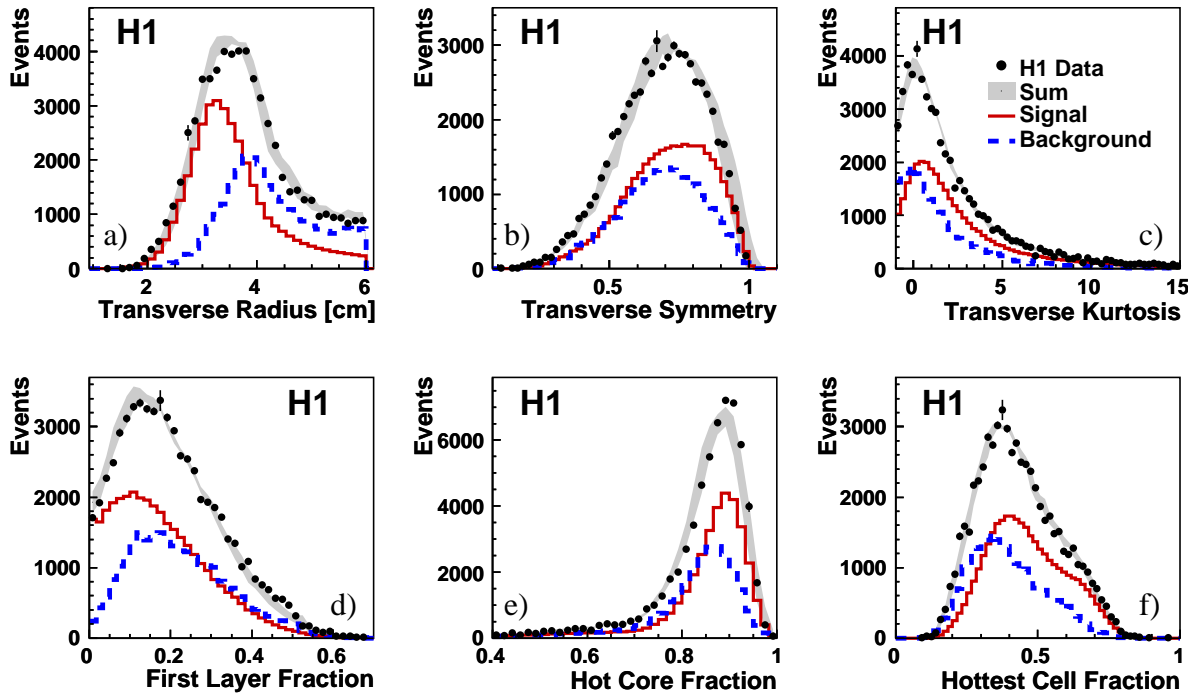 H1
Events
4000
3000
2000
1000
0
a)
2
4
6
Transverse Radius [cm]
H1
Events
3000
2000
1000
0
b)
0.5
1
Transverse Symmetry
H1
Events
4000
3000
2000
1000
0
H1 Data
Sum
Signal
Background
c)
0
5
10
15
Transverse Kurtosis
H1
Events
3000
2000
1000
0
d)
0
0.2
0.4
0.6
First Layer Fraction
H1
Events
6000
4000
2000
0
e)
0.4
0.6
0.8
1
Hot Core Fraction
H1
Events
3000
2000
1000
0
f)
0
0.5
1
Hottest Cell Fraction